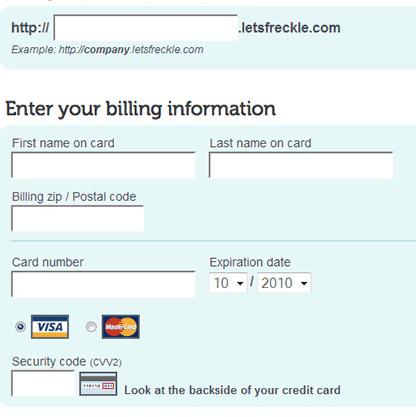 http:// .letsfreckle.com
Example: http://company.letsfreckle.com
Enter your billing information
First name on card Last name on card
Billing zip / Postal code
Card number Expiration date
10 / 2010
VISA MasterCard
Security code (CVV2)
Look at the backside of your credit card